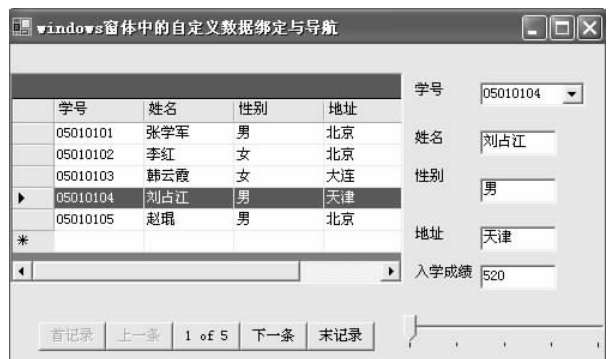 windows窗体中的自定义数据绑定与导航
学号 姓名 性别 地址
05010101 张学军 男 北京
05010102 李红 女 北京
05010103 韩云霞 女 大连
05010104 刘占江 男 天津
05010105 赵琨 男 北京
*
学号 05010104
姓名 刘占江
性别 男
地址 天津
入学成绩 520
首记录 上一条 1 of 5 下一条 末记录